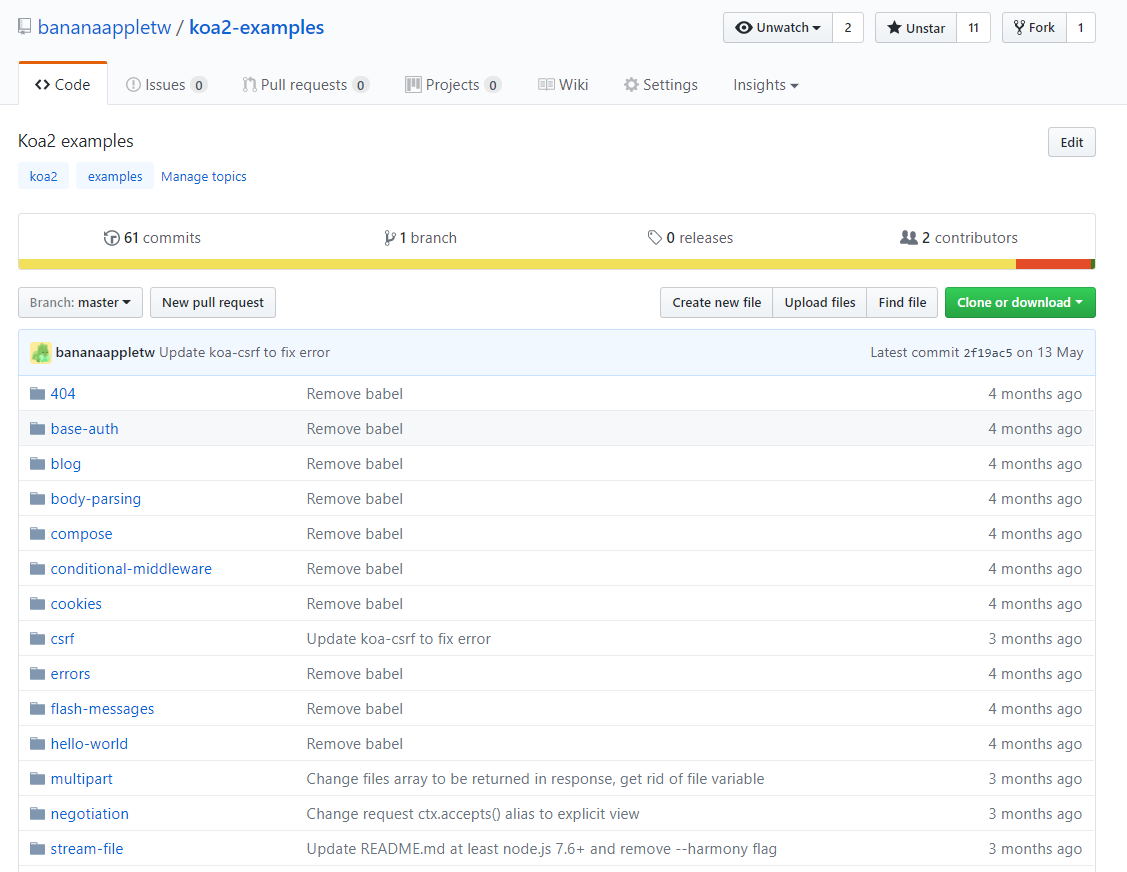 bananaappletw / koa2-examples Unwatch 2 Unstar 11 Fork 1
Code Issues 0 Pull requests 0 Projects 0 Wiki Settings Insights
Koa2 examples Edit
koa2 examples Manage topics
61 commits 1 branch 0 releases 2 contributors
Branch: master New pull request Create new file Upload files Find file Clone or download
bananaappletw Update koa-csrf to fix error Latest commit 2f19ac5 on 13 May
404 Remove babel 4 months ago
base-auth Remove babel 4 months ago
blog Remove babel 4 months ago
body-parsing Remove babel 4 months ago
compose Remove babel 4 months ago
conditional-middleware Remove babel 4 months ago
cookies Remove babel 4 months ago
csrf Update koa-csrf to fix error 3 months ago
errors Remove babel 4 months ago
flash-messages Remove babel 4 months ago
hello-world Remove babel 4 months ago
multipart Change files array to be returned in response, get rid of file variable 3 months ago
negotiation Change request ctx.accepts() alias to explicit view 3 months ago
stream-file Update README.md at least node.js 7.6+ and remove --harmony flag 3 months ago